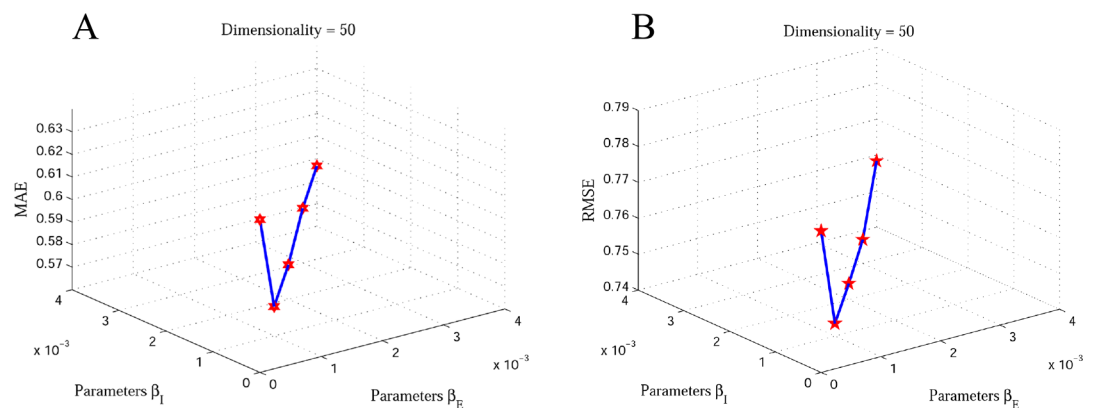 A
Dimensionality = 50
0.63
0.62
0.61
0.6
0.59
0.58
0.57
MAE
4
3
2
1
0
x 10⁻³
Parameters β_I
0
1
2
3
4
x 10⁻³
Parameters β_E
B
Dimensionality = 50
0.79
0.78
0.77
0.76
0.75
0.74
RMSE
4
3
2
1
0
x 10⁻³
Parameters β_I
0
1
2
3
4
x 10⁻³
Parameters β_E